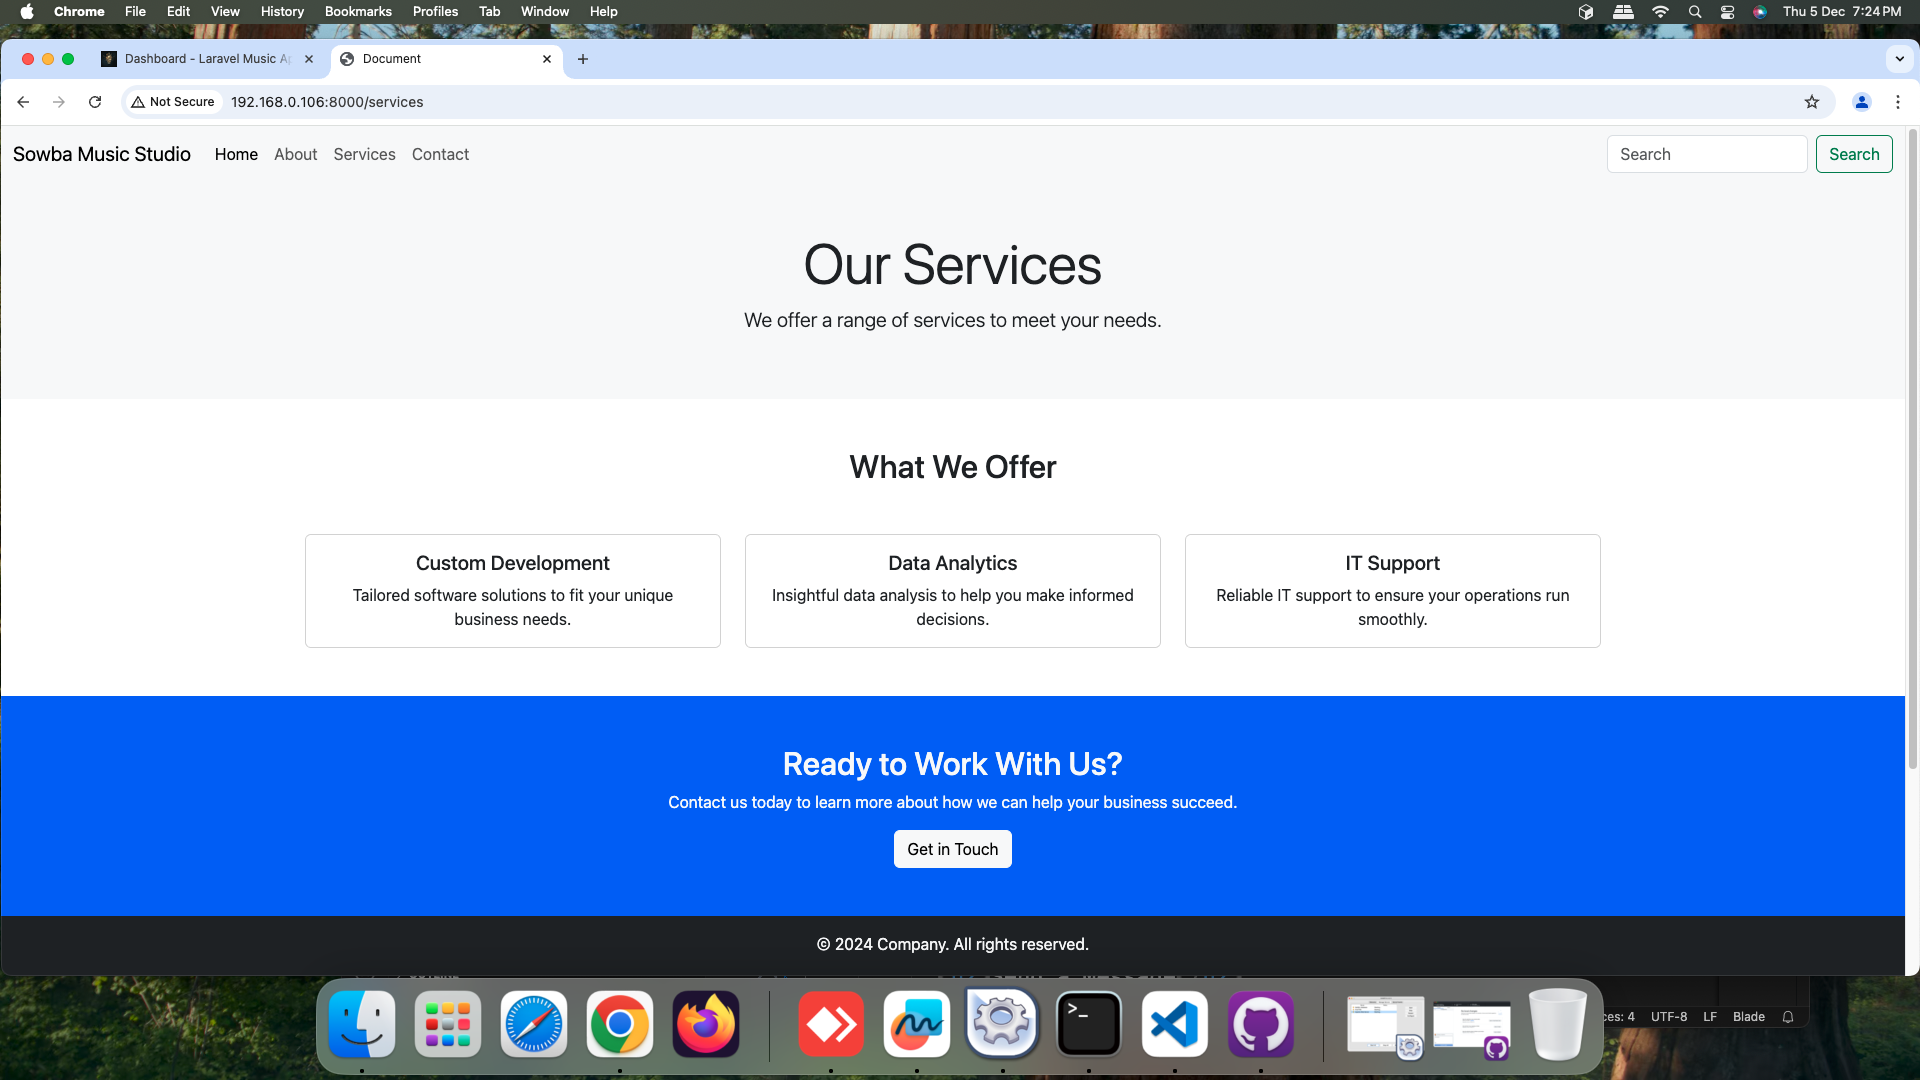 Chrome File Edit View History Bookmarks Profiles Tab Window Help Thu 5 Dec 7:24 PM
Dashboard - Laravel Music Ap
Document
Not Secure 192.168.0.106:8000/services
Sowba Music Studio Home About Services Contact Search Search
Our Services
We offer a range of services to meet your needs.
What We Offer
Custom Development
Tailored software solutions to fit your unique
business needs.
Data Analytics
Insightful data analysis to help you make informed
decisions.
IT Support
Reliable IT support to ensure your operations run
smoothly.
Ready to Work With Us?
Contact us today to learn more about how we can help your business succeed.
Get in Touch
© 2024 Company. All rights reserved.
ces: 4 UTF-8 LF Blade